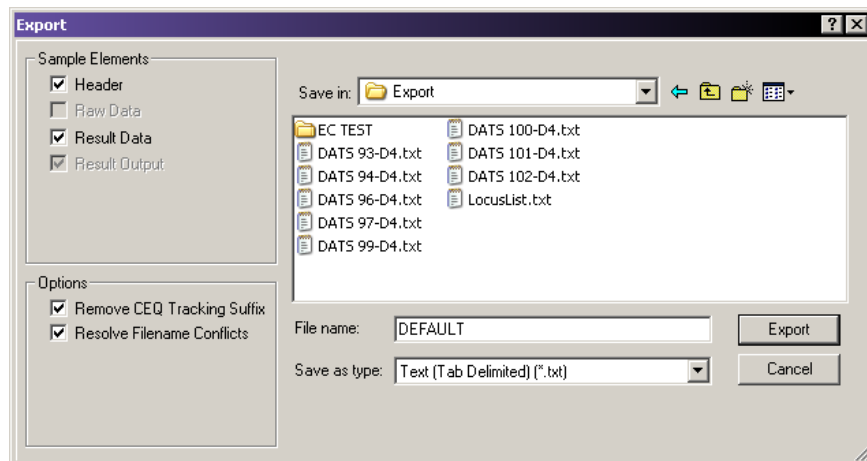 Export
Sample Elements
Header
Raw Data
Result Data
Result Output
Options
Remove CEQ Tracking Suffix
Resolve Filename Conflicts
Save in: Export
EC TEST
DATS 93-D4.txt
DATS 94-D4.txt
DATS 96-D4.txt
DATS 97-D4.txt
DATS 99-D4.txt
DATS 100-D4.txt
DATS 101-D4.txt
DATS 102-D4.txt
LocusList.txt
File name: DEFAULT
Export
Save as type: Text (Tab Delimited) (*.txt)
Cancel